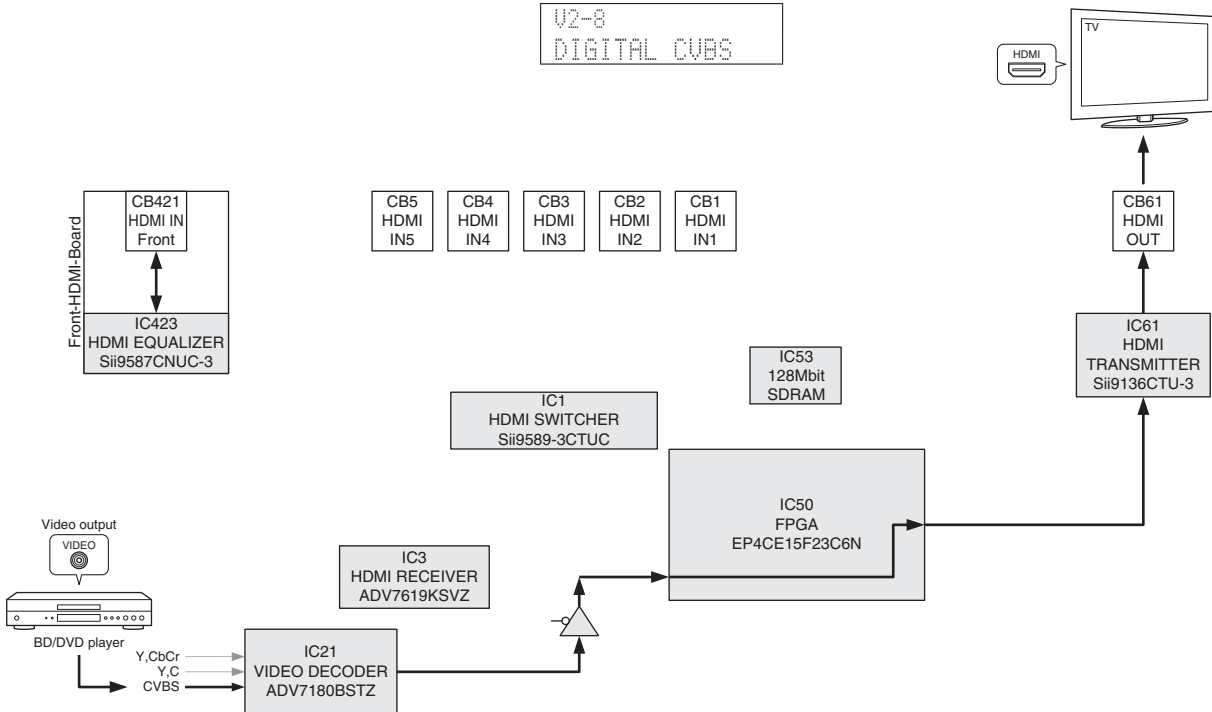 V2-8
DIGITAL CVBS
TV
HDMI
CB421
HDMI IN
Front
Front-HDMI-Board
IC423
HDMI EQUALIZER
Sii9587CNUC-3
CB5
HDMI
IN5
CB4
HDMI
IN4
CB3
HDMI
IN3
CB2
HDMI
IN2
CB1
HDMI
IN1
CB61
HDMI
OUT
IC61
HDMI
TRANSMITTER
Sii9136CTU-3
IC53
128Mbit
SDRAM
IC1
HDMI SWITCHER
Sii9589-3CTUC
IC50
FPGA
EP4CE15F23C6N
Video output
VIDEO
BD/DVD player
IC3
HDMI RECEIVER
ADV7619KSVZ
Y,CbCr
Y,C
CVBS
IC21
VIDEO DECODER
ADV7180BSTZ